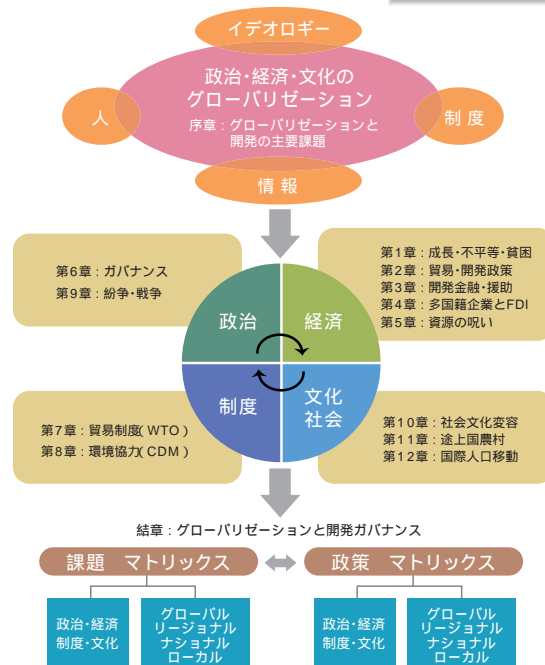 イデオロギー
政治・経済・文化の
グローバリゼーション
序章：グローバリゼーションと
開発の主要課題
人
制度
情報
第6章：ガバナンス
第9章：紛争・戦争
第1章：成長・不平等・貧困
第2章：貿易・開発政策
第3章：開発金融・援助
第4章：多国籍企業とFDI
第5章：資源の呪い
政治
経済
制度
文化
社会
第7章：貿易制度（WTO）
第8章：環境協力（CDM）
第10章：社会文化変容
第11章：途上国農村
第12章：国際人口移動
結章：グローバリゼーションと開発ガバナンス
課題 マトリックス
政策 マトリックス
政治・経済
制度・文化
グローバル
リージョナル
ナショナル
ローカル
政治・経済
制度・文化
グローバル
リージョナル
ナショナル
ローカル